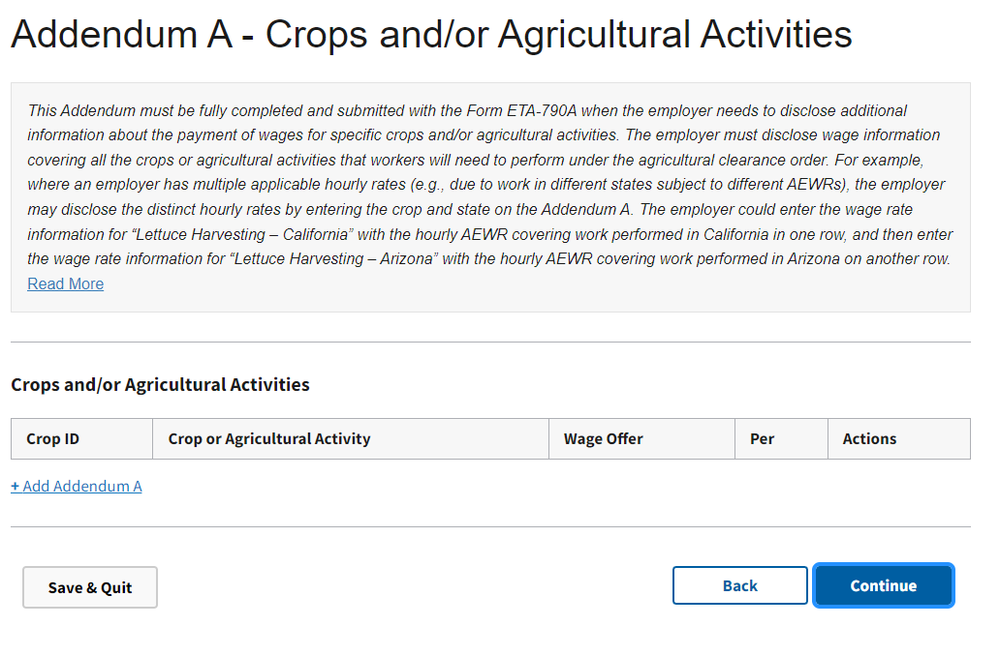 Addendum A - Crops and/or Agricultural Activities
This Addendum must be fully completed and submitted with the Form ETA-790A when the employer needs to disclose additional
information about the payment of wages for specific crops and/or agricultural activities. The employer must disclose wage information
covering all the crops or agricultural activities that workers will need to perform under the agricultural clearance order. For example,
where an employer has multiple applicable hourly rates (e.g., due to work in different states subject to different AEWRs), the employer
may disclose the distinct hourly rates by entering the crop and state on the Addendum A. The employer could enter the wage rate
information for “Lettuce Harvesting – California” with the hourly AEWR covering work performed in California in one row, and then enter
the wage rate information for “Lettuce Harvesting – Arizona” with the hourly AEWR covering work performed in Arizona on another row.
Read More
Crops and/or Agricultural Activities
Crop ID Crop or Agricultural Activity Wage Offer Per Actions
+ Add Addendum A
Save & Quit Back Continue